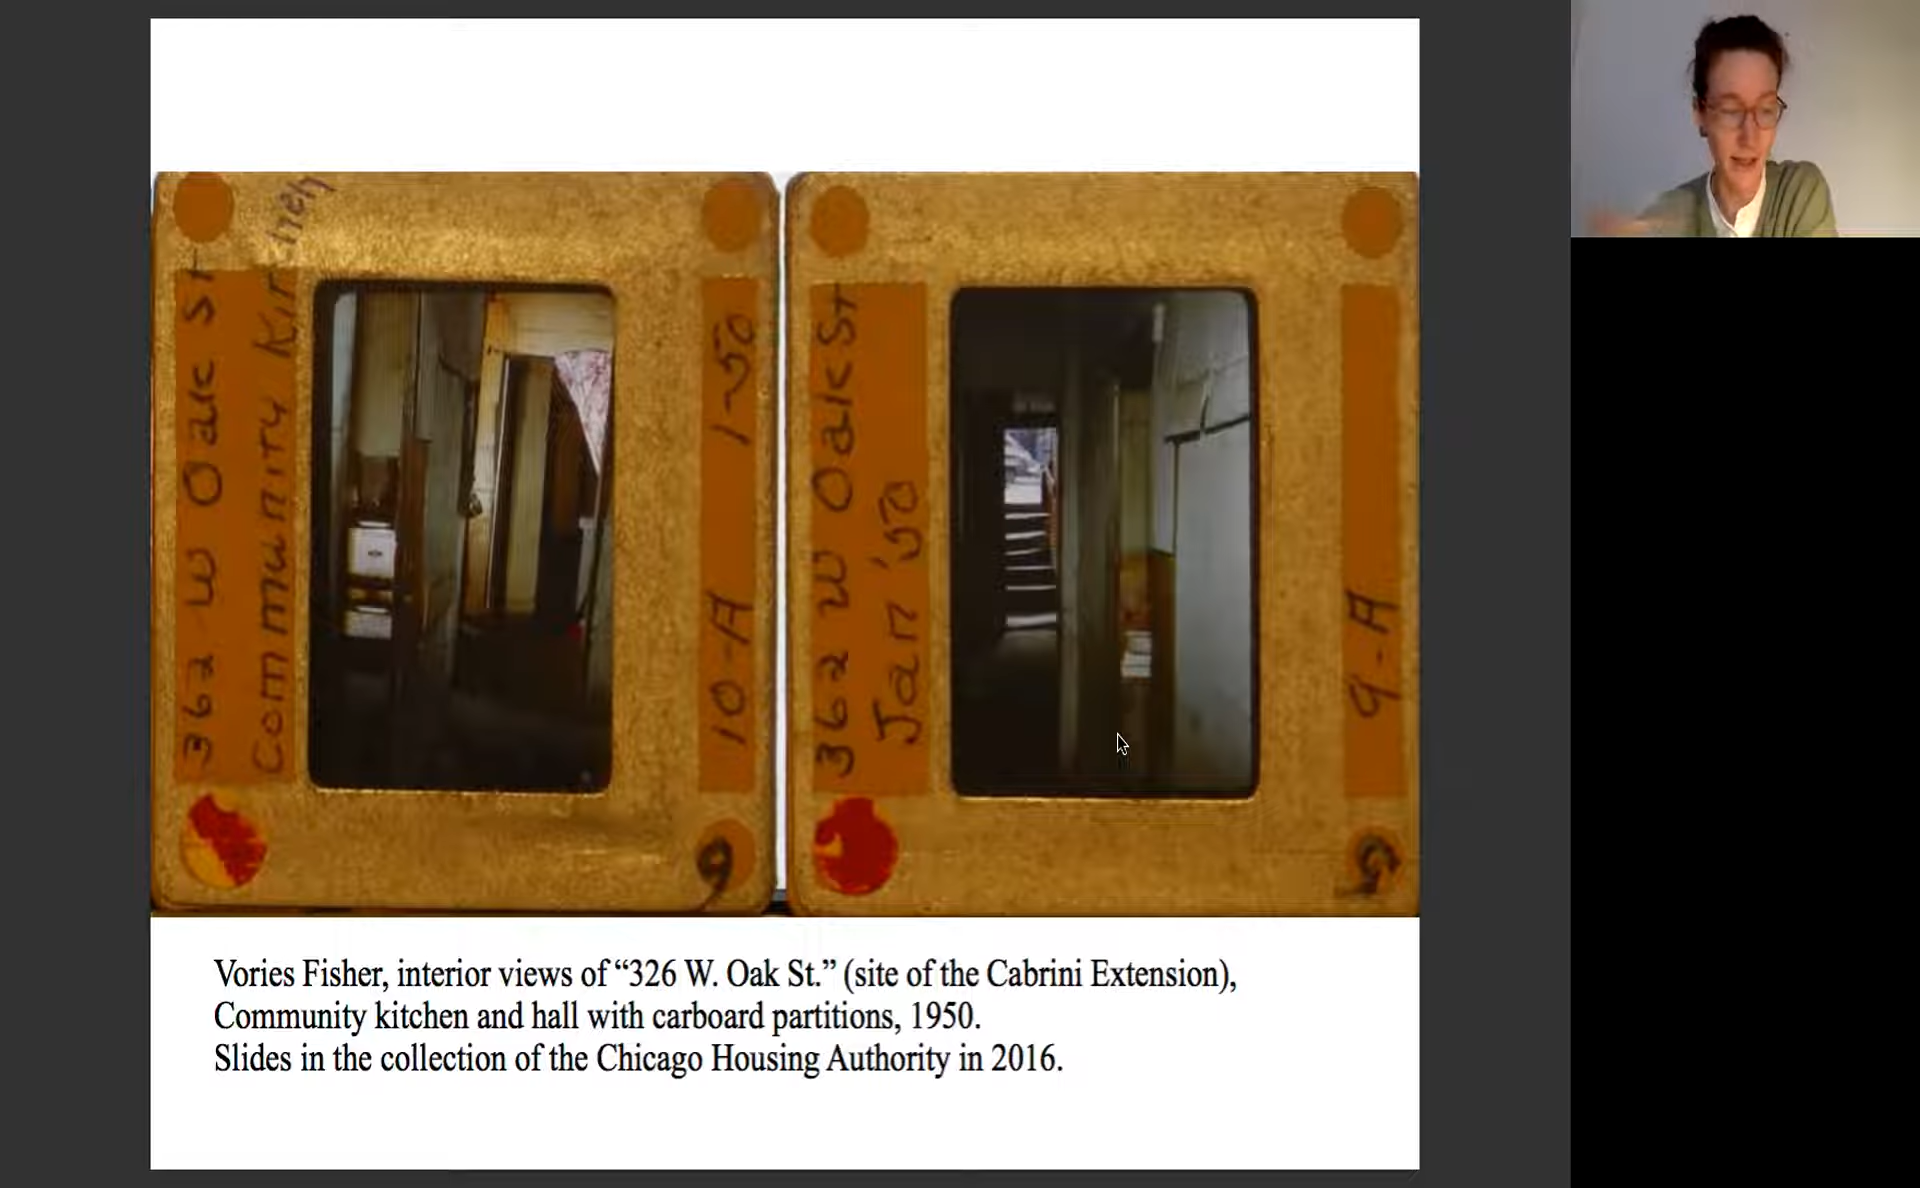 362 W Oak St
Community Kitchen
1-50
10-A
6
362 W Oak St
Jan '50
9-A
5
Vories Fisher, interior views of “326 W. Oak St.” (site of the Cabrini Extension),
Community kitchen and hall with carboard partitions, 1950.
Slides in the collection of the Chicago Housing Authority in 2016.